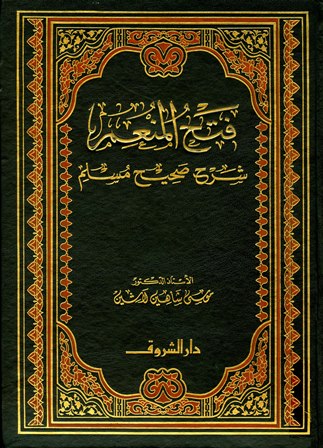 فتح المنعم
شرح صحيح مسلم
الأستاذ الدكتور
موسى شاهين لاشين
دار الشروق